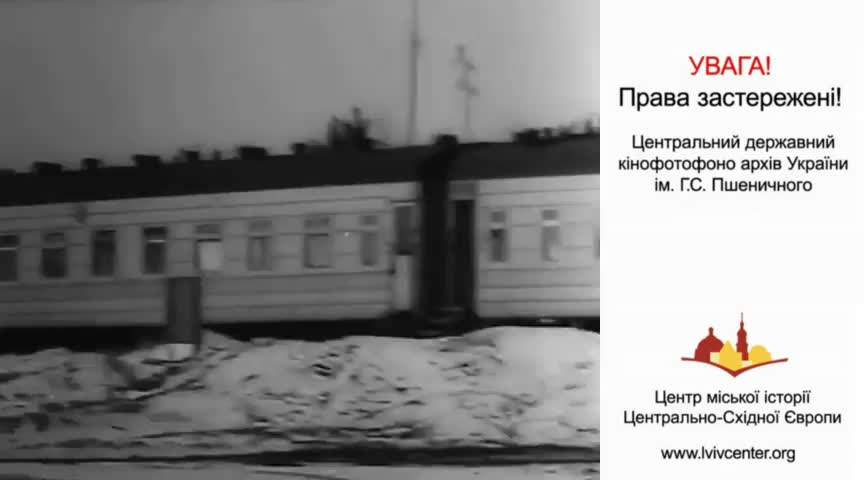 УВАГА!
Права застережені!
Центральний державний
кінофотофоно архів України
ім. Г.С. Пшеничного
Центр міської історії
Центрально-Східної Європи
www.lvivcenter.org